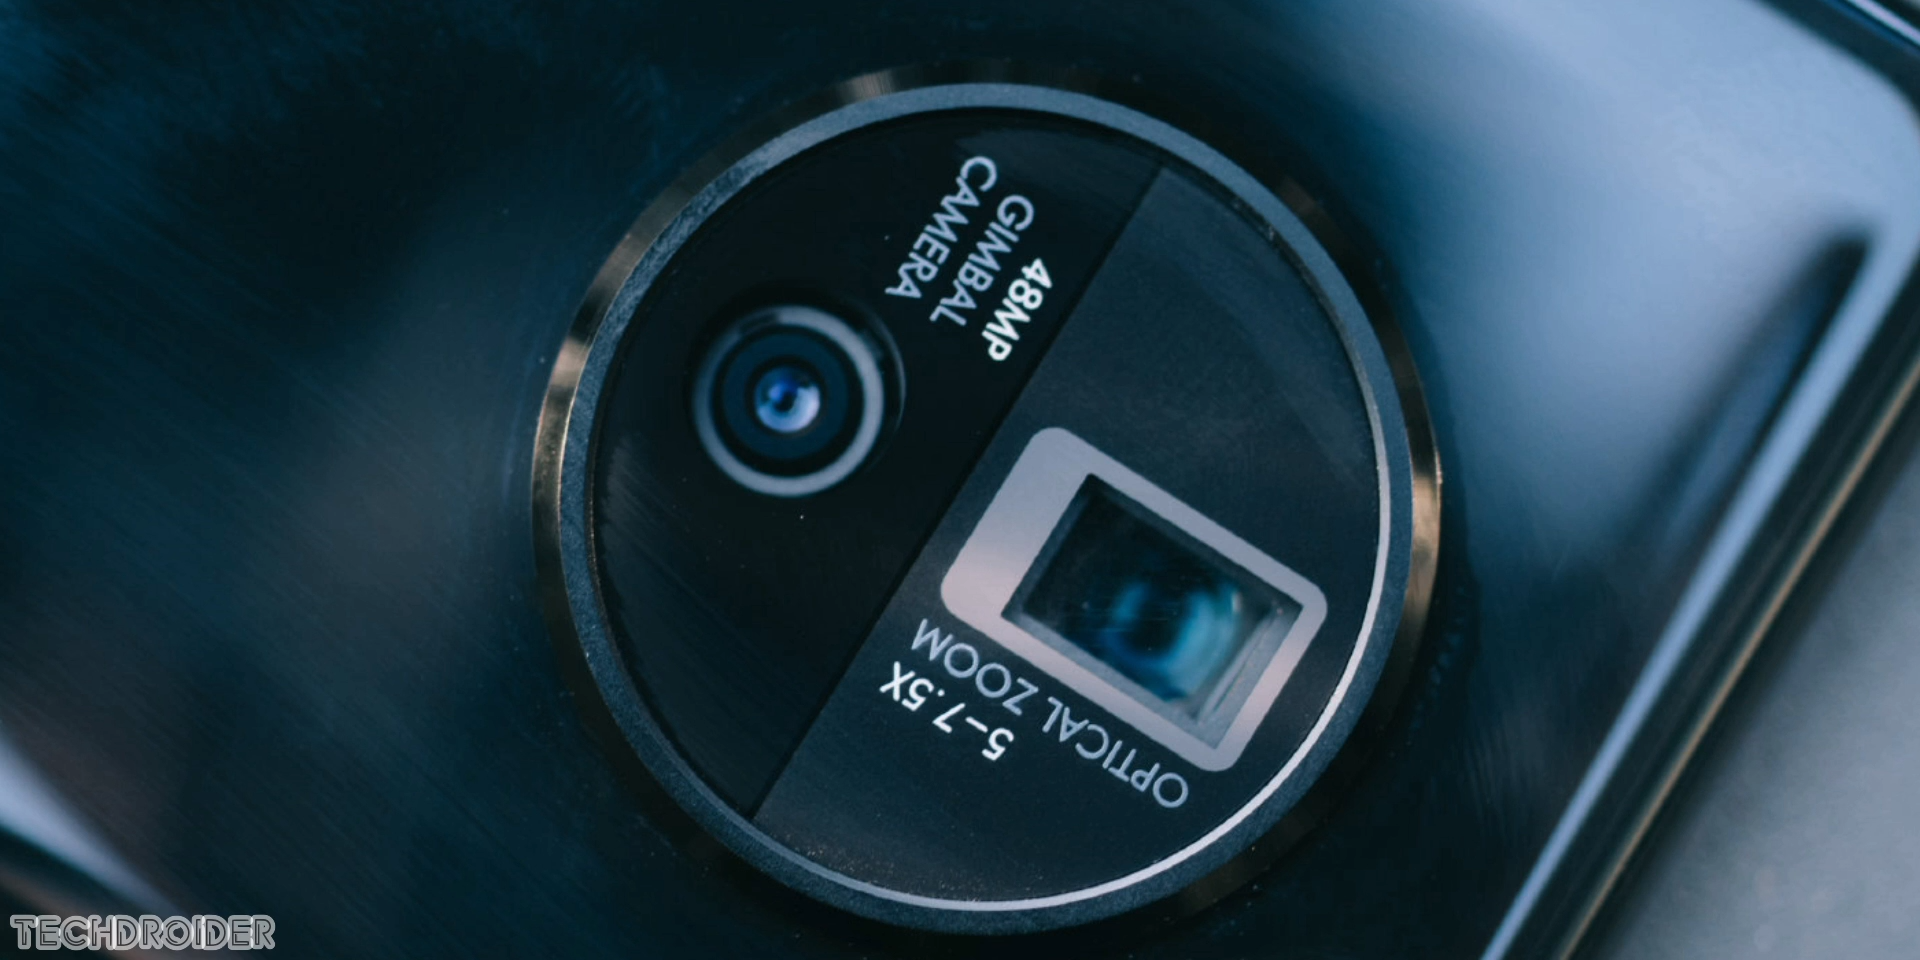 48MP
GIMBAL
CAMERA
5–7.5X
OPTICAL ZOOM
TECHDROIDER